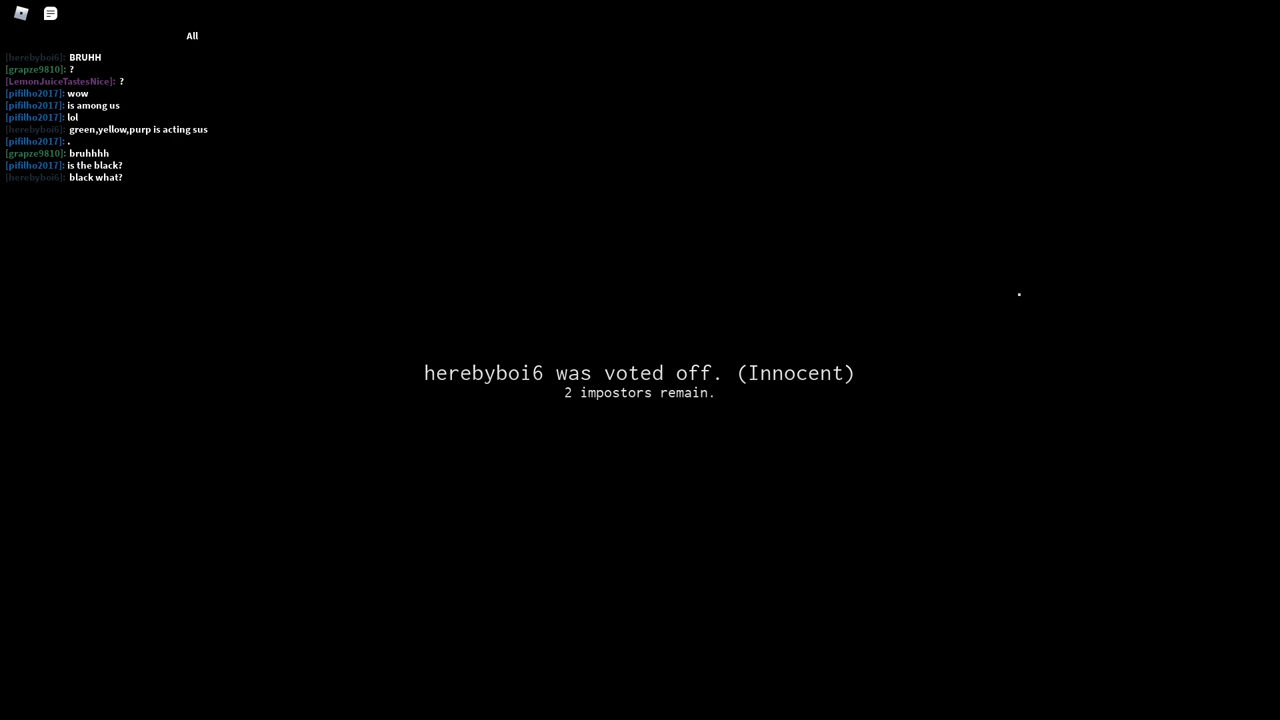 All
[herebyboi6]: BRUHH
[grapze9810]: ?
[LemonJuiceTastesNice]: ?
[pifilho2017]: wow
[pifilho2017]: is among us
[pifilho2017]: lol
[herebyboi6]: green,yellow,purp is acting sus
[pifilho2017]: .
[grapze9810]: bruhhhh
[pifilho2017]: is the black?
[herebyboi6]: black what?
herebyboi6 was voted off. (Innocent)
2 impostors remain.